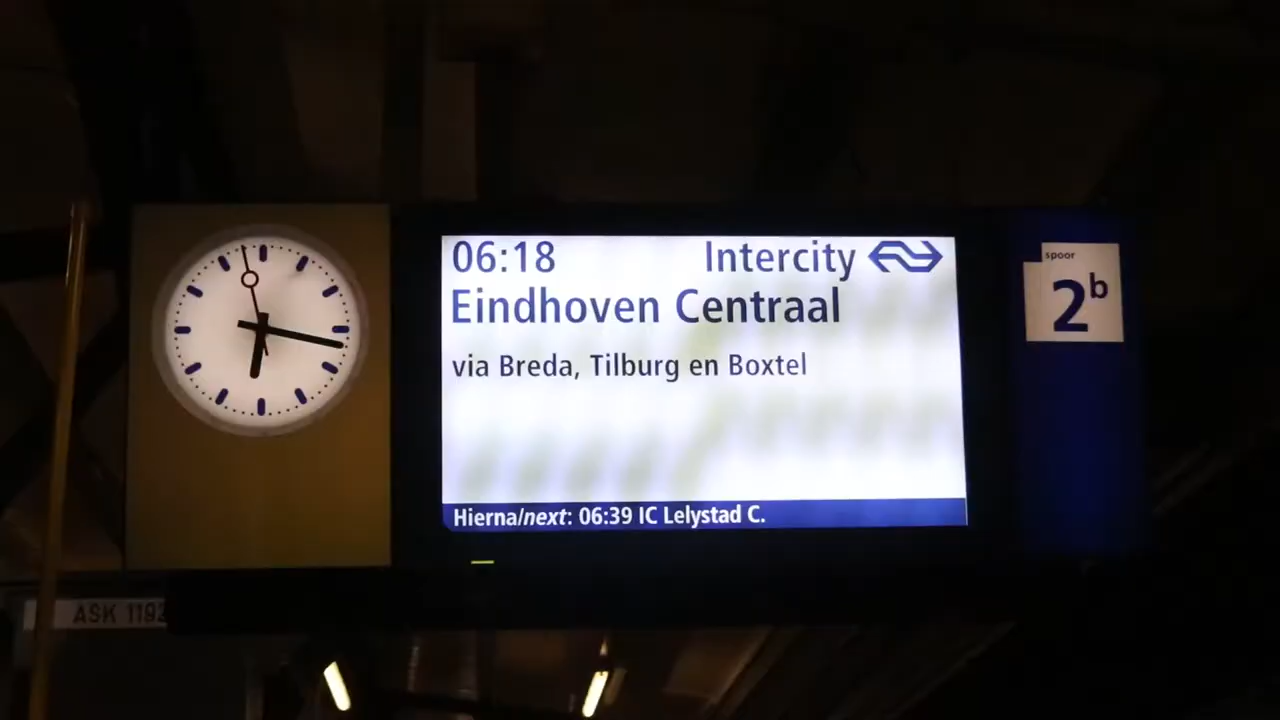 06:18 Intercity
Eindhoven Centraal
via Breda, Tilburg en Boxtel
Hierna/next: 06:39 IC Lelystad C.
spoor
2b
ASK 1192